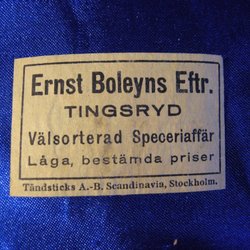 Ernst Boleyns Eftr.
TINGSRYD
Välsorterad Speceriaffär
Låga, bestämda priser
Tändsticks A.-B. Scandinavia, Stockholm.